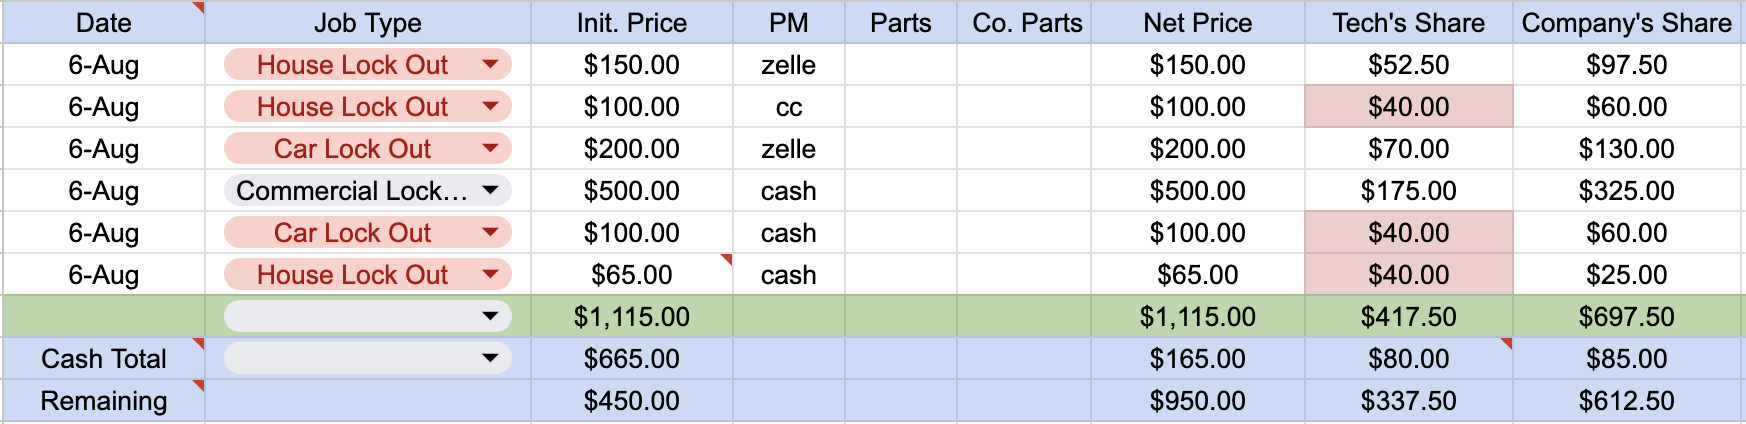 Date Job Type Init. Price PM Parts Co. Parts Net Price Tech's Share Company's Share
6-Aug House Lock Out $150.00 zelle $150.00 $52.50 $97.50
6-Aug House Lock Out $100.00 cc $100.00 $40.00 $60.00
6-Aug Car Lock Out $200.00 zelle $200.00 $70.00 $130.00
6-Aug Commercial Lock... $500.00 cash $500.00 $175.00 $325.00
6-Aug Car Lock Out $100.00 cash $100.00 $40.00 $60.00
6-Aug House Lock Out $65.00 cash $65.00 $40.00 $25.00
$1,115.00 $1,115.00 $417.50 $697.50
Cash Total $665.00 $165.00 $80.00 $85.00
Remaining $450.00 $950.00 $337.50 $612.50